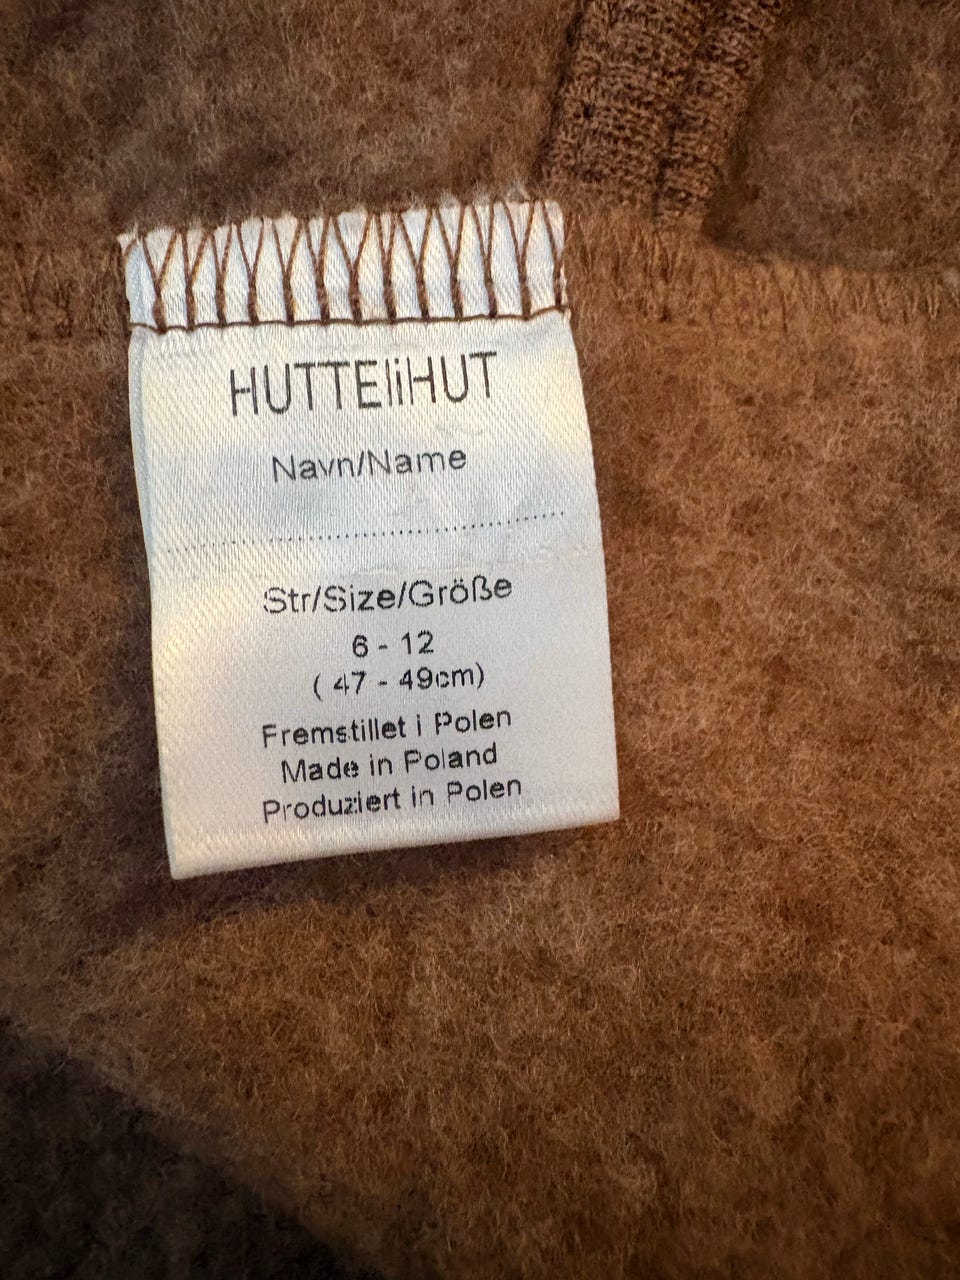 HUTTEliHUT
Navn/Name
Str/Size/Größe
6 - 12
( 47 - 49cm)
Fremstillet i Polen
Made in Poland
Produziert in Polen